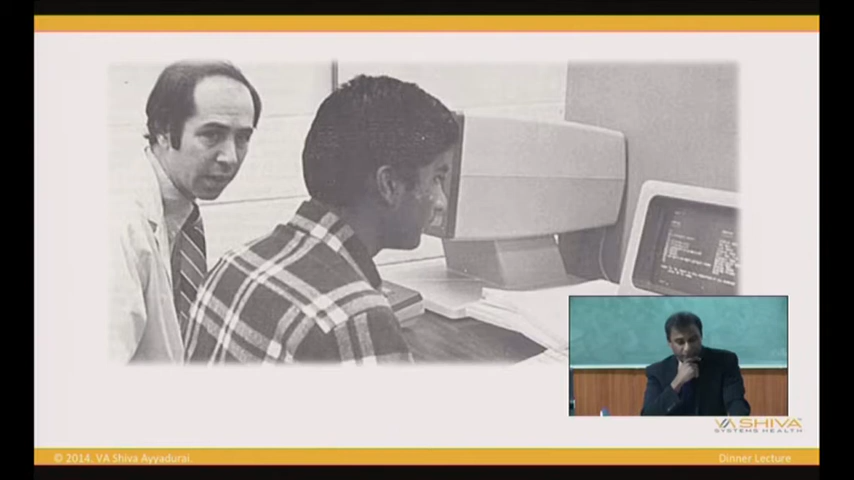 VA SHIVA
SYSTEMS HEALTH
© 2014. VA Shiva Ayyadurai.
Dinner Lecture